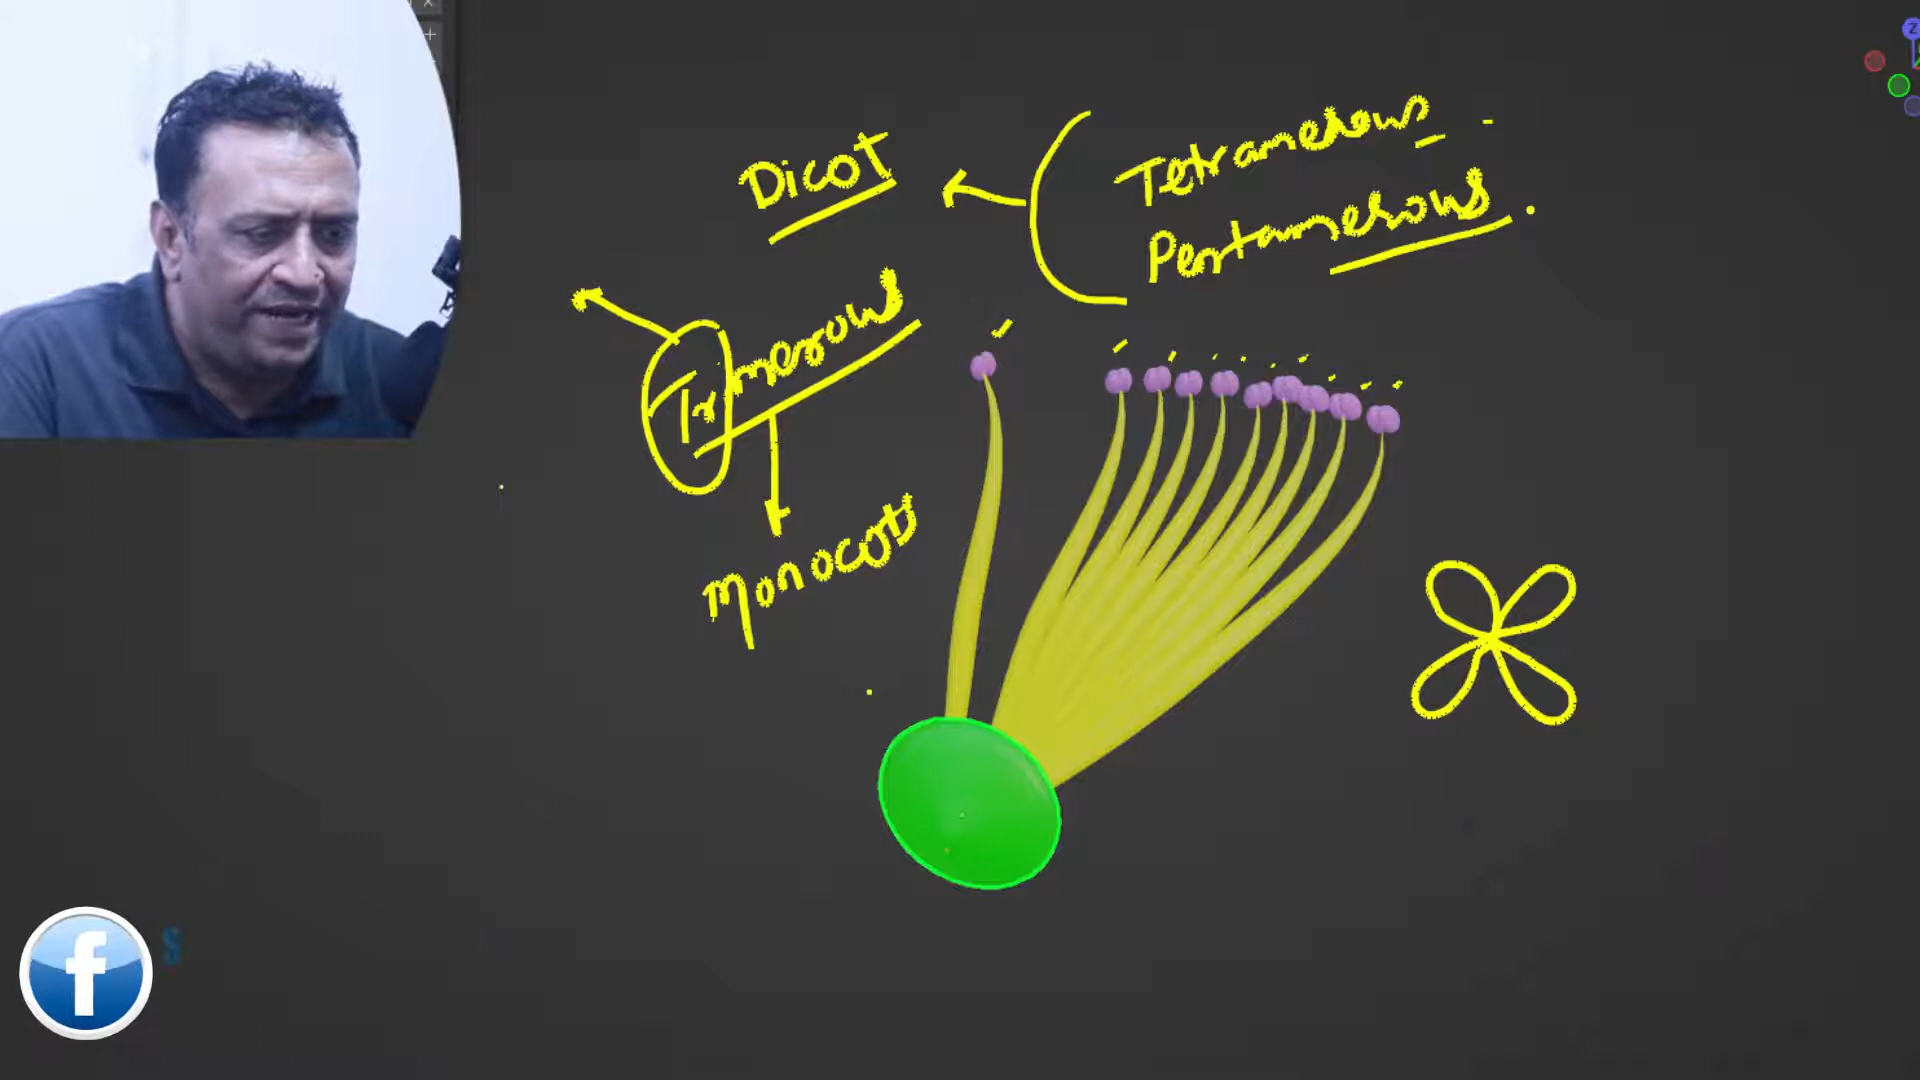 Dicot
Tetramerous
Pentamerous
Trimerous
Monocots
f
S
Z